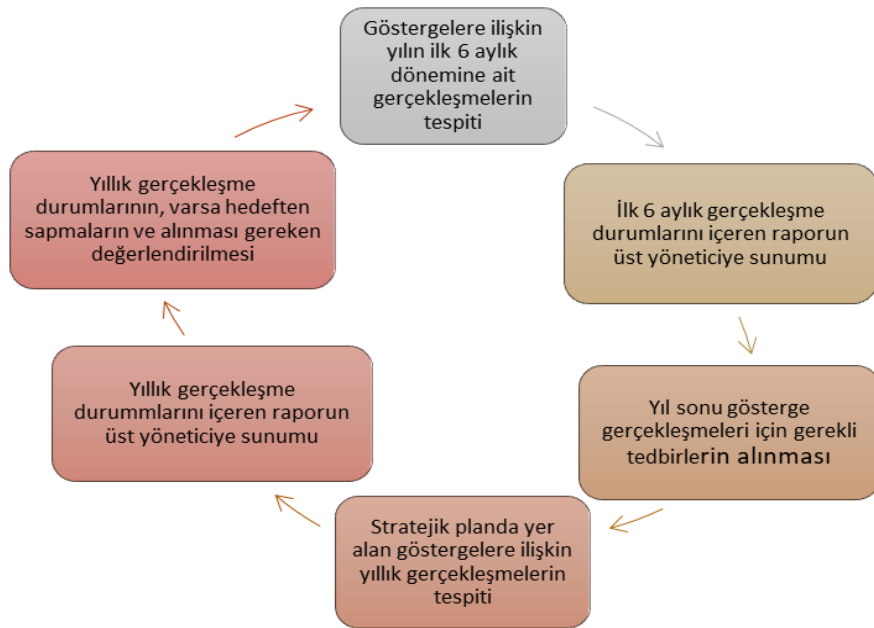 Göstergelere ilişkin
yılın ilk 6 aylık
dönemine ait
gerçekleşmelerin
tespiti
İlk 6 aylık gerçekleşme
durumlarını içeren raporun
üst yöneticiye sunumu
Yıl sonu gösterge
gerçekleşmeleri için gerekli
tedbirlerin alınması
Stratejik planda yer
alan göstergelere ilişkin
yıllık gerçekleşmelerin
tespiti
Yıllık gerçekleşme
durummlarını içeren raporun
üst yöneticiye sunumu
Yıllık gerçekleşme
durumlarının, varsa hedeften
sapmaların ve alınması gereken
değerlendirilmesi